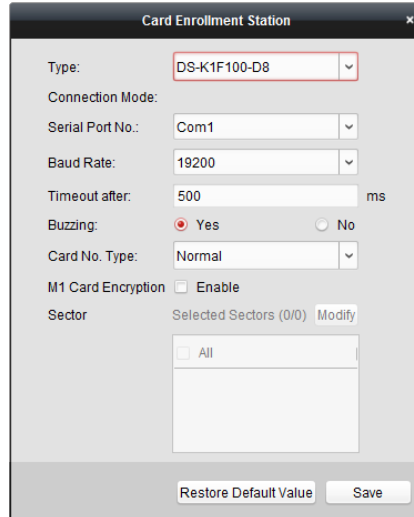 Card Enrollment Station ×
Type: DS-K1F100-D8
Connection Mode:
Serial Port No.: Com1
Baud Rate: 19200
Timeout after: 500 ms
Buzzing: Yes No
Card No. Type: Normal
M1 Card Encryption Enable
Sector Selected Sectors (0/0) Modify
All
Restore Default Value Save